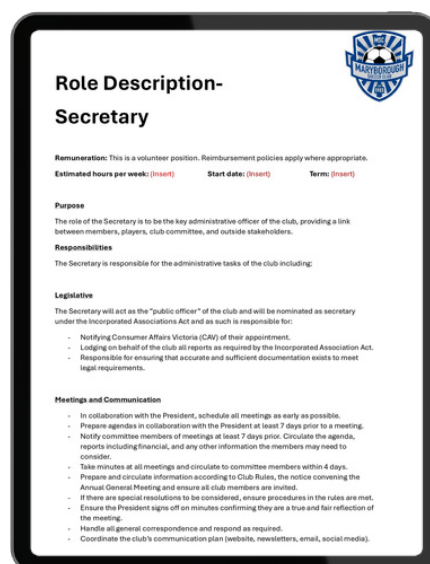 MARYBOROUGH
Role Description-
Secretary
Remuneration: This is a volunteer position. Reimbursement policies apply where appropriate.
Estimated hours per week: (Insert) Start date: (Insert) Term: (Insert)
Purpose
The role of the Secretary is to be the key administrative officer of the club, providing a link
between members, players, club committee, and outside stakeholders.
Responsibilities
The Secretary is responsible for the administrative tasks of the club including:
Legislative
The Secretary will act as the "public officer" of the club and will be nominated as secretary
under the Incorporated Associations Act and as such is responsible for:
- Notifying Consumer Affairs Victoria (CAV) of their appointment.
- Lodging on behalf of the club all reports as required by the Incorporated Association Act.
- Responsible for ensuring that accurate and sufficient documentation exists to meet
legal requirements.
Meetings and Communication
- In collaboration with the President, schedule all meetings as early as possible.
- Prepare agendas in collaboration with the President at least 7 days prior to a meeting.
- Notify committee members of meetings at least 7 days prior. Circulate the agenda,
reports including financial, and any other information the members may need to
consider.
- Take minutes at all meetings and circulate to committee members within 4 days.
- Prepare and circulate information according to Club Rules, the notice convening the
Annual General Meeting and ensure all club members are invited.
- If there are special resolutions to be considered, ensure procedures in the rules are met.
- Ensure the President signs off on minutes confirming they are a true and fair reflection of
the meeting.
- Handle all general correspondence and respond as required.
- Coordinate the club's communication plan (website, newsletters, email, social media).